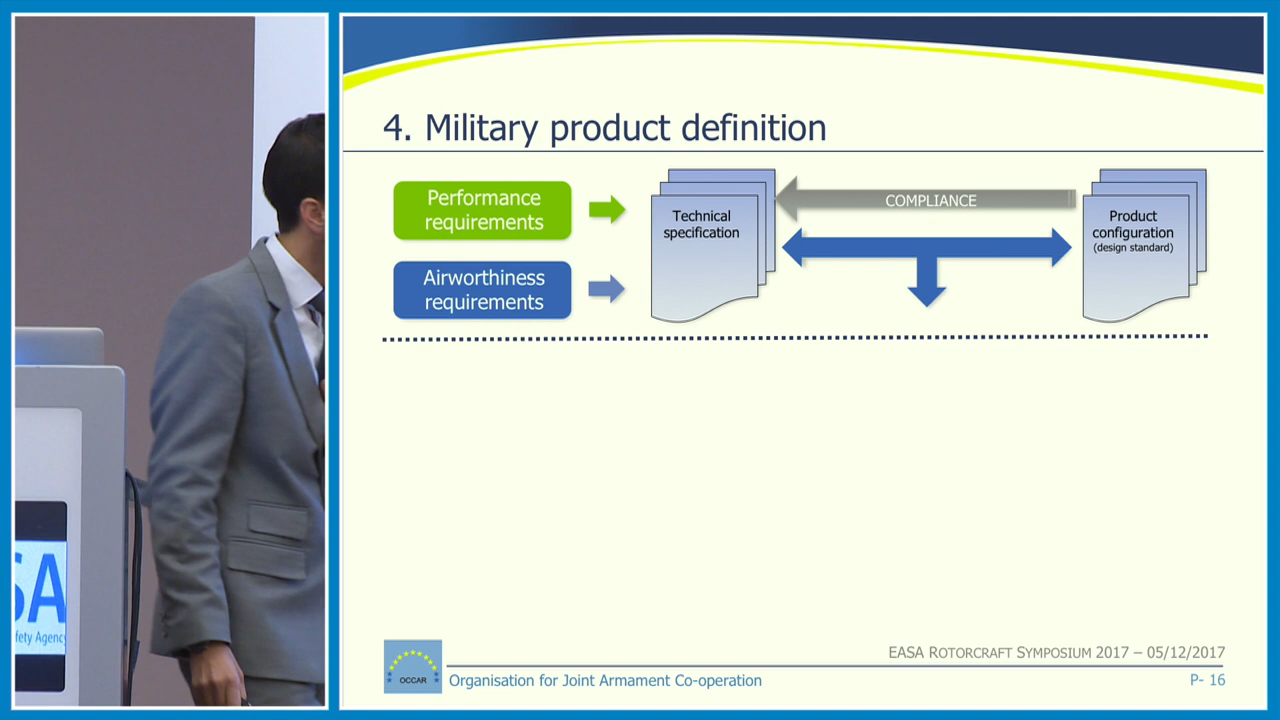 4. Military product definition
Performance
requirements
Airworthiness
requirements
Technical
specification
COMPLIANCE
Product
configuration
(design standard)
SA
fety Agency
OCCAR
EASA ROTORCRAFT SYMPOSIUM 2017 – 05/12/2017
Organisation for Joint Armament Co-operation
P- 16